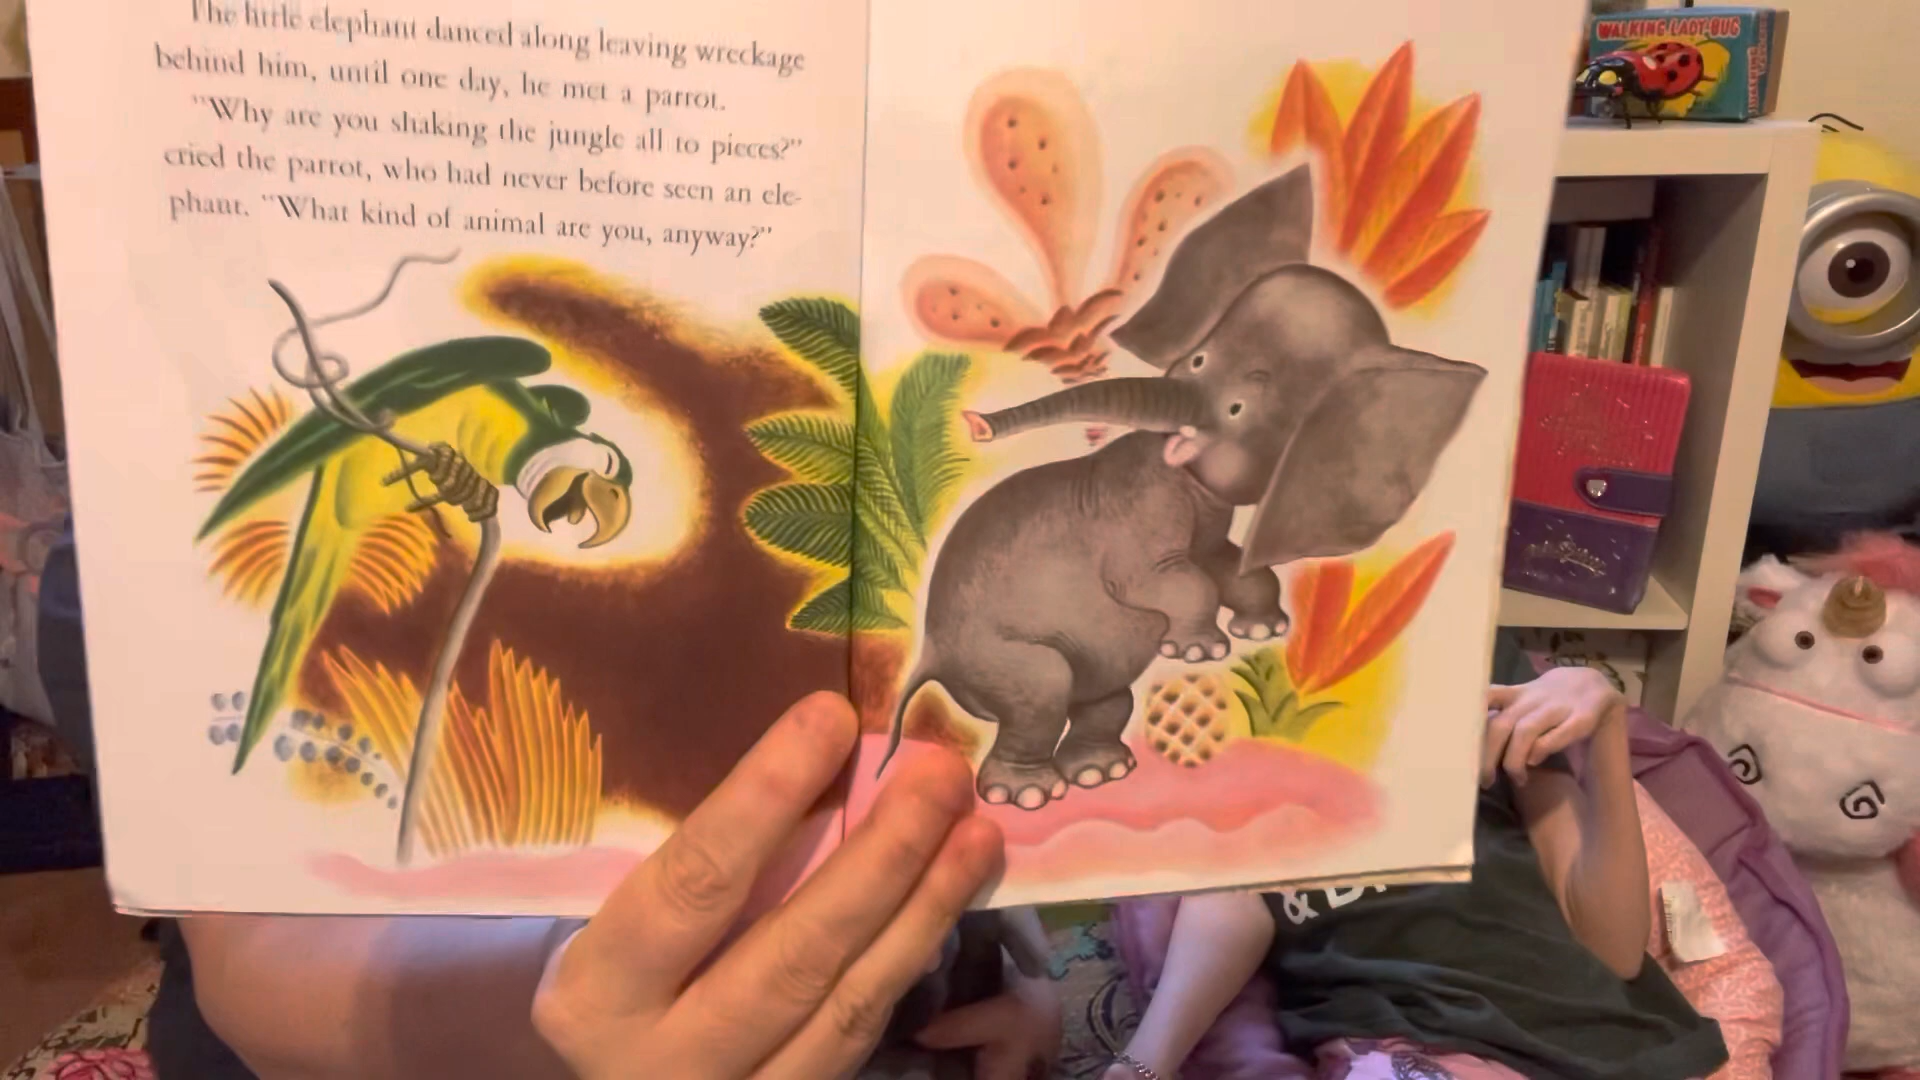 The little elephant danced along leaving wreckage
behind him, until one day, he met a parrot.
"Why are you shaking the jungle all to pieces?"
cried the parrot, who had never before seen an ele-
phant. "What kind of animal are you, anyway?"
WALKING LADY BUG